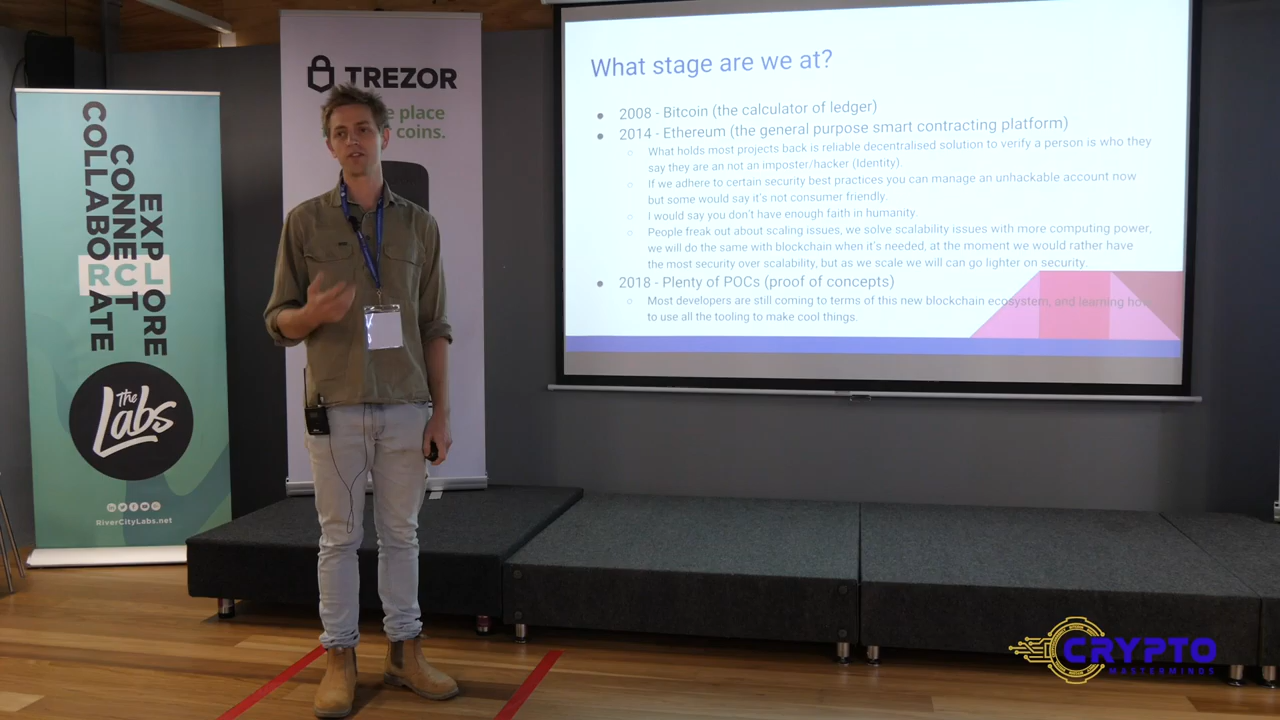 COLLABORATE
CONNECT
EXPLORE
the
Labs
RiverCityLabs.net
TREZOR
e place
coins.
What stage are we at?
● 2008 - Bitcoin (the calculator of ledger)
● 2014 - Ethereum (the general purpose smart contracting platform)
○ What holds most projects back is reliable decentralised solution to verify a person is who they
say they are an not an imposter/hacker (Identity).
○ If we adhere to certain security best practices you can manage an unhackable account now
but some would say it's not consumer friendly.
○ I would say you don't have enough faith in humanity.
○ People freak out about scaling issues, we solve scalability issues with more computing power,
we will do the same with blockchain when it's needed, at the moment we would rather have
the most security over scalability, but as we scale we will can go lighter on security.
● 2018 - Plenty of POCs (proof of concepts)
○ Most developers are still coming to terms of this new blockchain ecosystem, and learning how
to use all the tooling to make cool things.
CRYPTO
MASTERMINDS